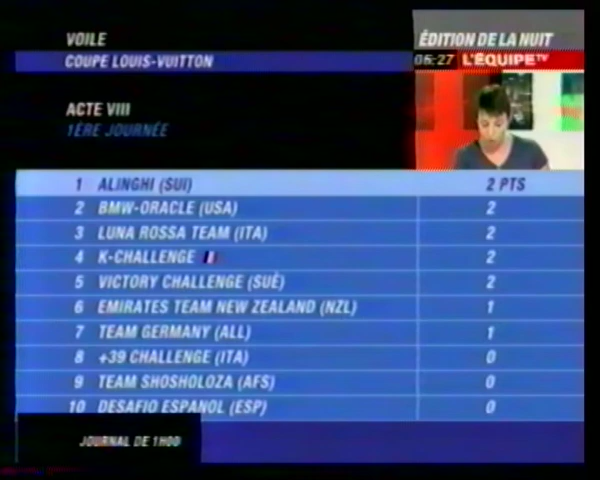 VOILE
ÉDITION DE LA NUIT
COUPE LOUIS-VUITTON
05:27 L'ÉQUIPE TV
ACTE VIII
1ÈRE JOURNÉE
1 ALINGHI (SUI) 2 PTS
2 BMW-ORACLE (USA) 2
3 LUNA ROSSA TEAM (ITA) 2
4 K-CHALLENGE 2
5 VICTORY CHALLENGE (SUÈ) 2
6 EMIRATES TEAM NEW ZEALAND (NZL) 1
7 TEAM GERMANY (ALL) 1
8 +39 CHALLENGE (ITA) 0
9 TEAM SHOSHOLOZA (AFS) 0
10 DESAFIO ESPANOL (ESP) 0
JOURNAL DE 1H00